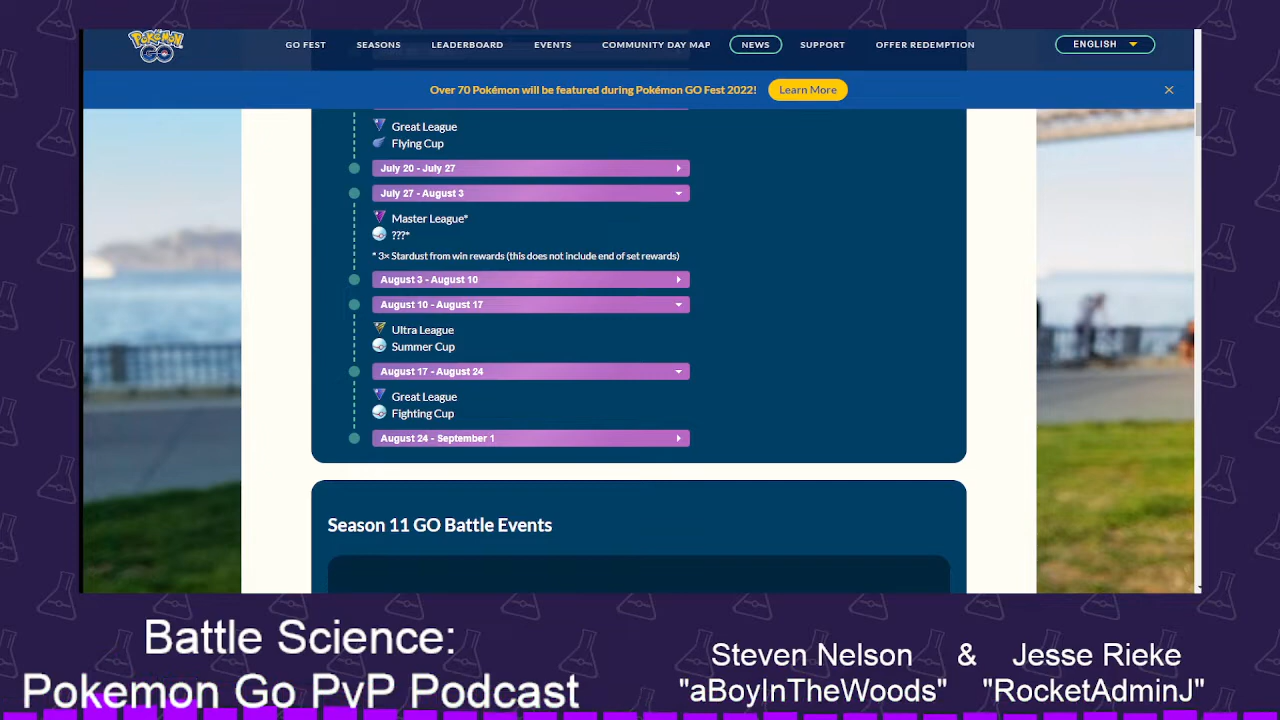 POKÉMON GO
GO FEST SEASONS LEADERBOARD EVENTS COMMUNITY DAY MAP NEWS SUPPORT OFFER REDEMPTION ENGLISH
Over 70 Pokémon will be featured during Pokémon GO Fest 2022! Learn More
Great League
Flying Cup
July 20 - July 27
July 27 - August 3
Master League*
???*
* 3× Stardust from win rewards (this does not include end of set rewards)
August 3 - August 10
August 10 - August 17
Ultra League
Summer Cup
August 17 - August 24
Great League
Fighting Cup
August 24 - September 1
Season 11 GO Battle Events
Battle Science:
Pokemon Go PvP Podcast
Steven Nelson & Jesse Rieke
"aBoyInTheWoods" "RocketAdminJ"